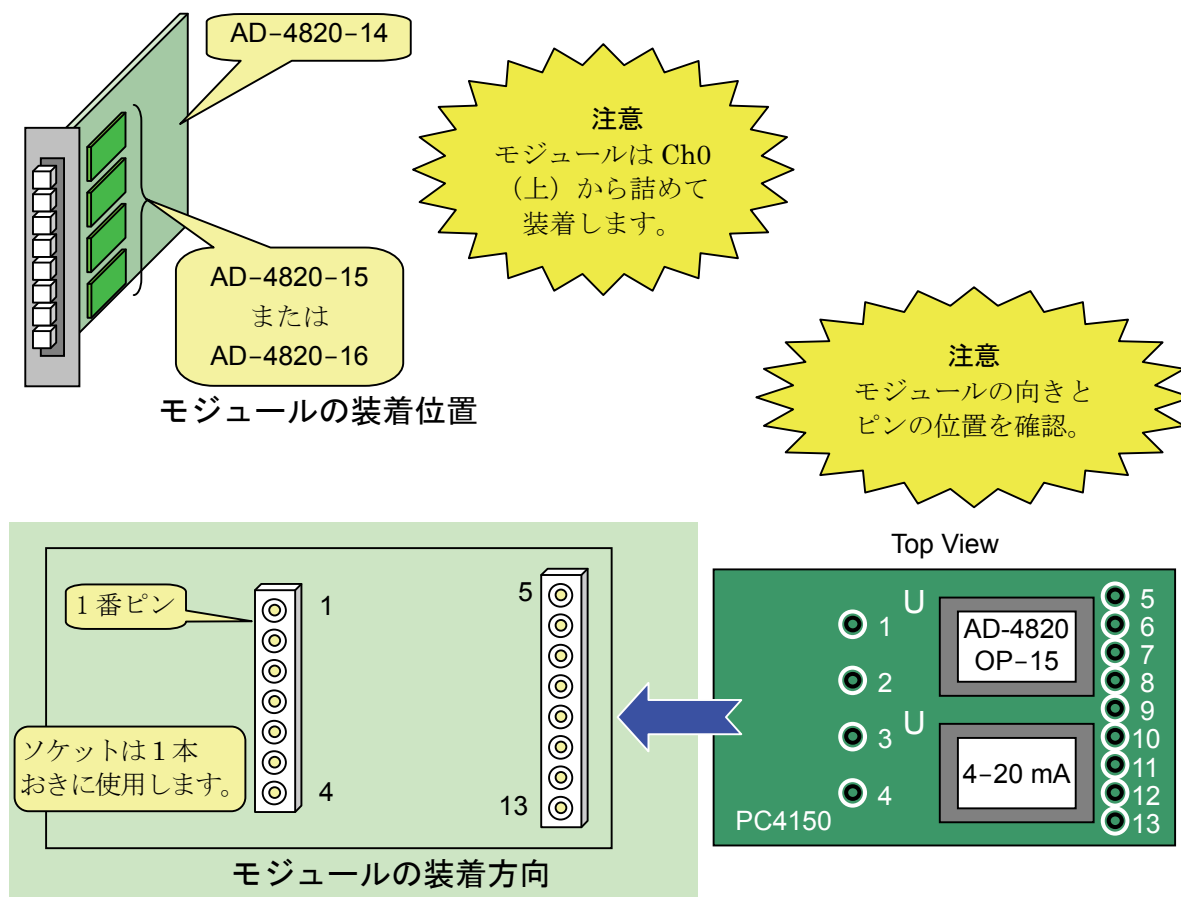 AD−4820−14
注意
モジュールは Ch0
（上）から詰めて
装着します。
AD−4820−15
または
AD−4820−16
モジュールの装着位置
注意
モジュールの向きと
ピンの位置を確認。
Top View
1 番ピン
1
5
ソケットは 1 本
おきに使用します。
4
13
モジュールの装着方向
U
1
2
3
U
4
PC4150
AD-4820
OP−15
4−20 mA
5
6
7
8
9
10
11
12
13